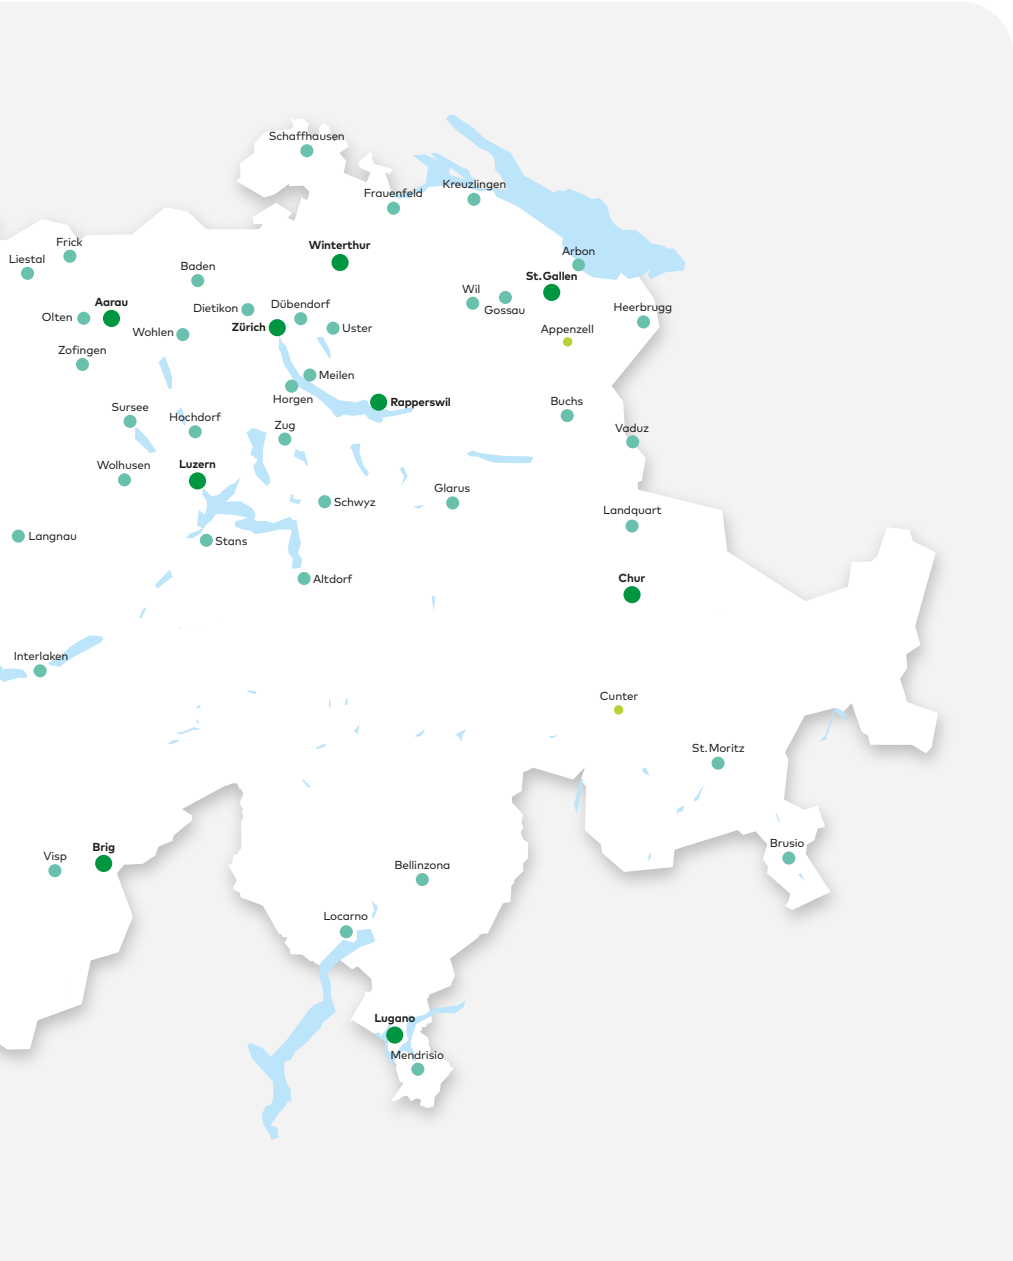 Schaffhausen
Kreuzlingen
Frauenfeld
Frick
Winterthur
Arbon
Liestal
Baden
St.Gallen
Wil
Gossau
Aarau
Dietikon
Dübendorf
Heerbrugg
Olten
Wohlen
Zürich
Uster
Appenzell
Zofingen
Meilen
Horgen
Rapperswil
Buchs
Sursee
Hochdorf
Zug
Vaduz
Wolhusen
Luzern
Glarus
Schwyz
Landquart
Langnau
Stans
Altdorf
Chur
Interlaken
Cunter
St.Moritz
Brusio
Brig
Visp
Bellinzona
Locarno
Lugano
Mendrisio